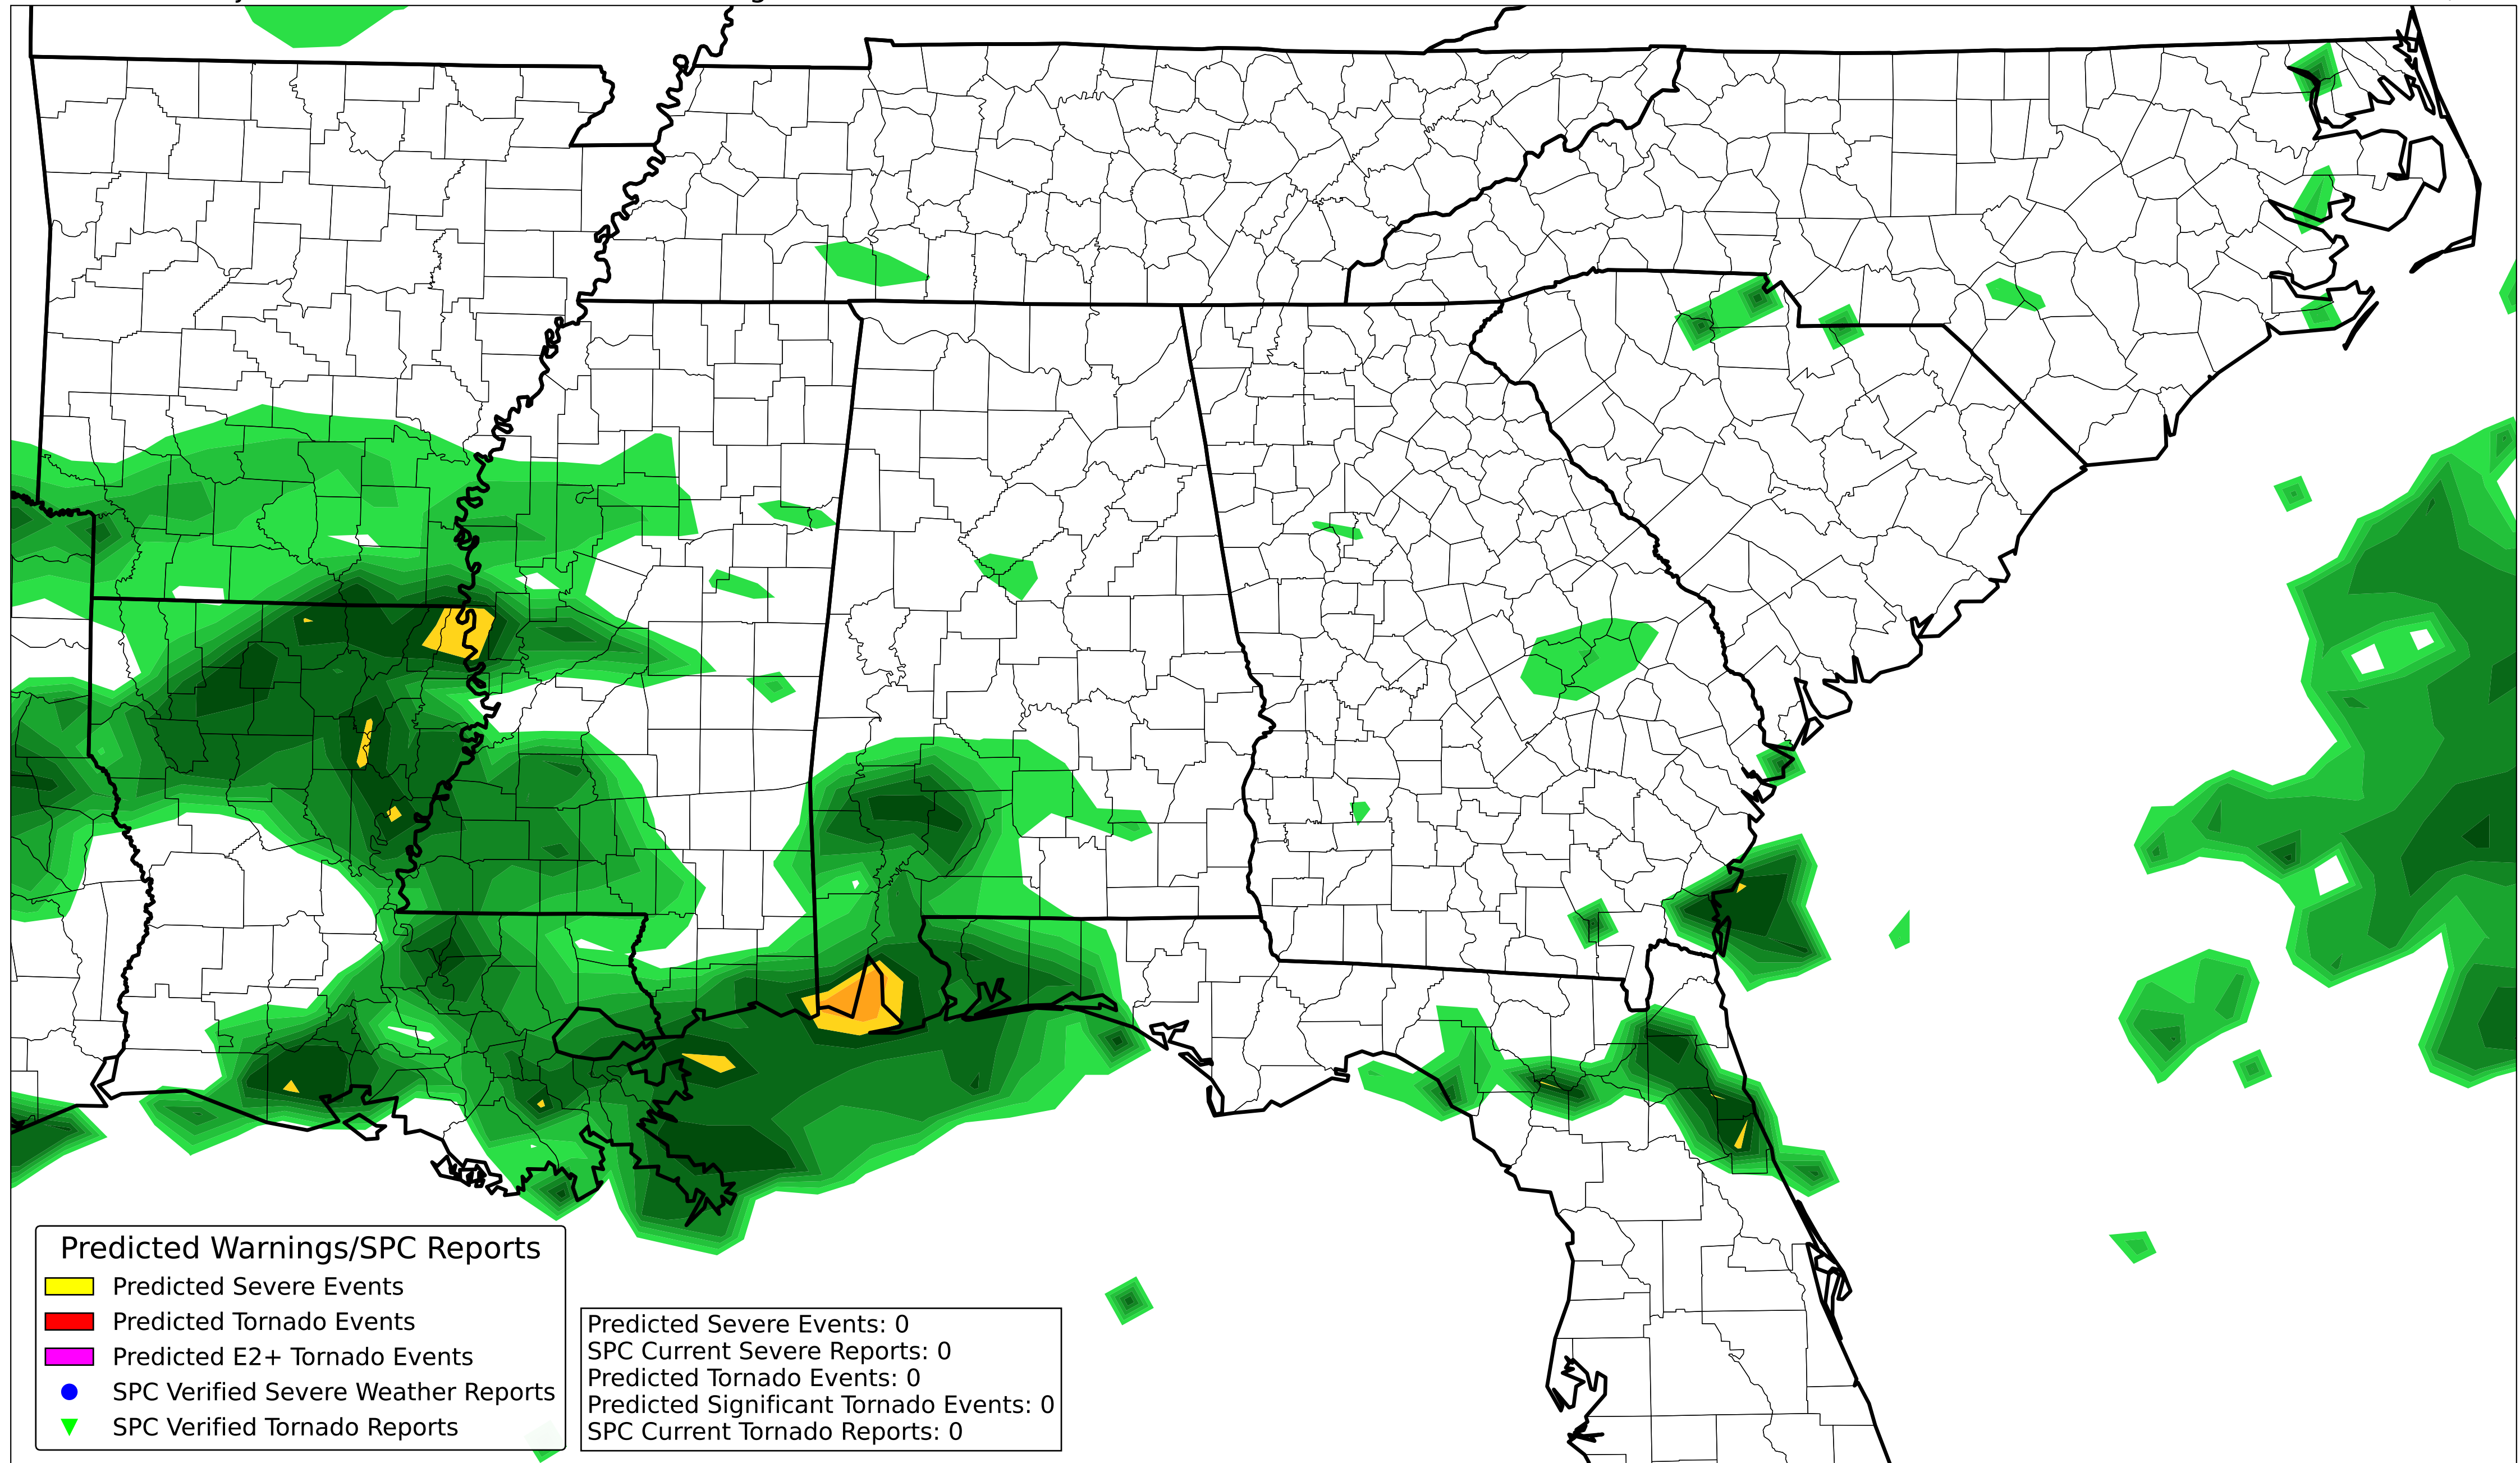 Predicted Warnings/SPC Reports
Predicted Severe Events
Predicted Tornado Events
Predicted E2+ Tornado Events
SPC Verified Severe Weather Reports
SPC Verified Tornado Reports
Predicted Severe Events: 0
SPC Current Severe Reports: 0
Predicted Tornado Events: 0
Predicted Significant Tornado Events: 0
SPC Current Tornado Reports: 0